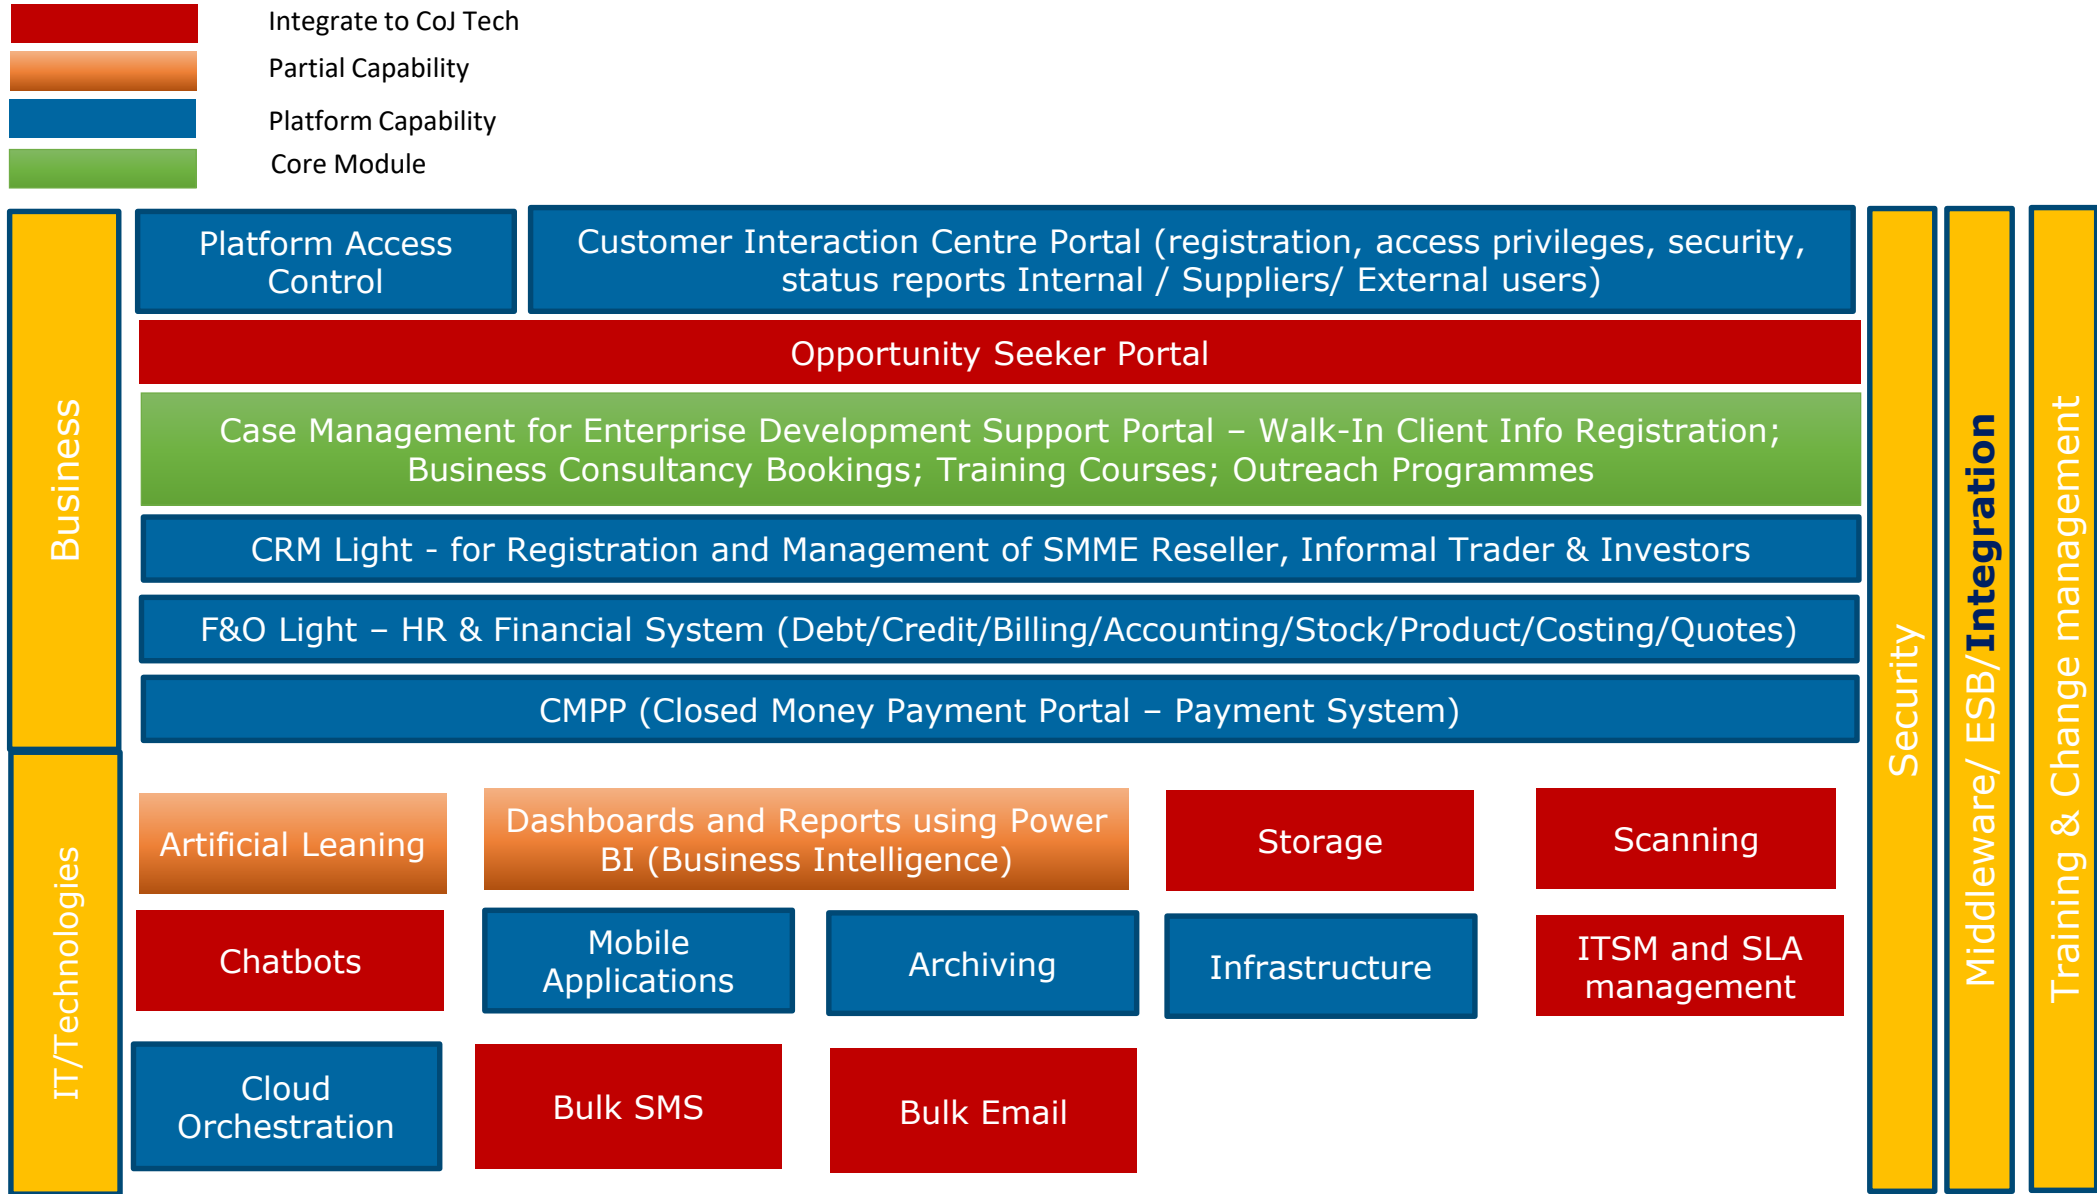 Integrate to CoJ Tech
Partial Capability
Platform Capability
Core Module
Business
Platform Access
Control
Customer Interaction Centre Portal (registration, access privileges, security,
status reports Internal / Suppliers/ External users)
Opportunity Seeker Portal
Case Management for Enterprise Development Support Portal – Walk-In Client Info Registration;
Business Consultancy Bookings; Training Courses; Outreach Programmes
CRM Light - for Registration and Management of SMME Reseller, Informal Trader & Investors
F&O Light – HR & Financial System (Debt/Credit/Billing/Accounting/Stock/Product/Costing/Quotes)
CMPP (Closed Money Payment Portal – Payment System)
IT/Technologies
Artificial Leaning
Dashboards and Reports using Power
BI (Business Intelligence)
Storage
Scanning
Chatbots
Mobile
Applications
Archiving
Infrastructure
ITSM and SLA
management
Cloud
Orchestration
Bulk SMS
Bulk Email
Security
Middleware/ ESB/Integration
Training & Change management